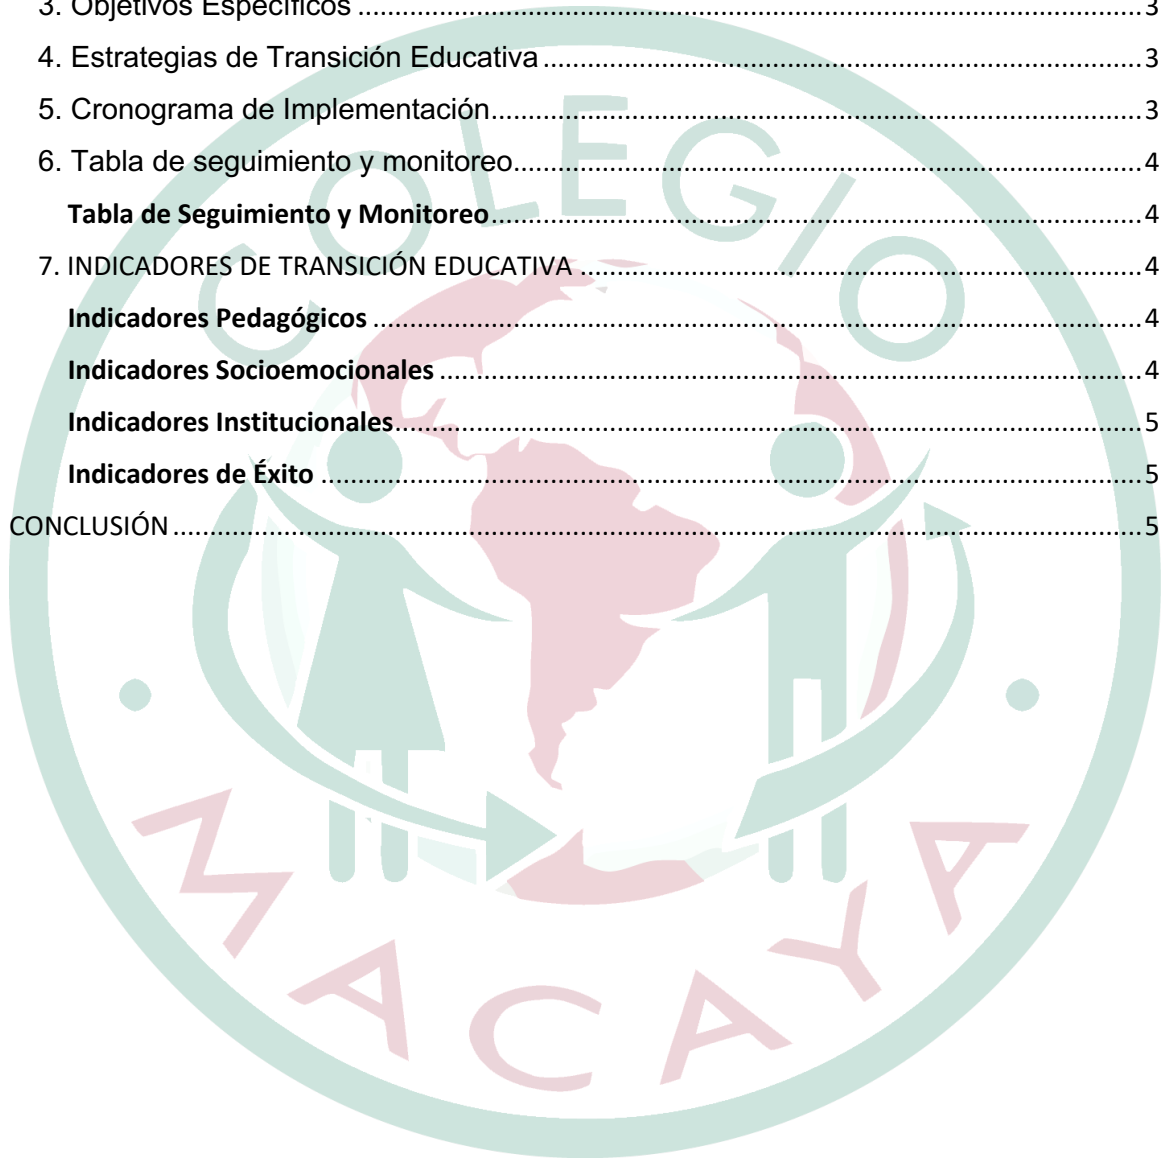 3. Objetivos Específicos ........ 3
4. Estrategias de Transición Educativa ........ 3
5. Cronograma de Implementación ........ 3
6. Tabla de seguimiento y monitoreo ........ 4
Tabla de Seguimiento y Monitoreo ........ 4
7. INDICADORES DE TRANSICIÓN EDUCATIVA ........ 4
Indicadores Pedagógicos ........ 4
Indicadores Socioemocionales ........ 4
Indicadores Institucionales ........ 5
Indicadores de Éxito ........ 5
CONCLUSIÓN ........ 5
COLEGIO
MACAYA